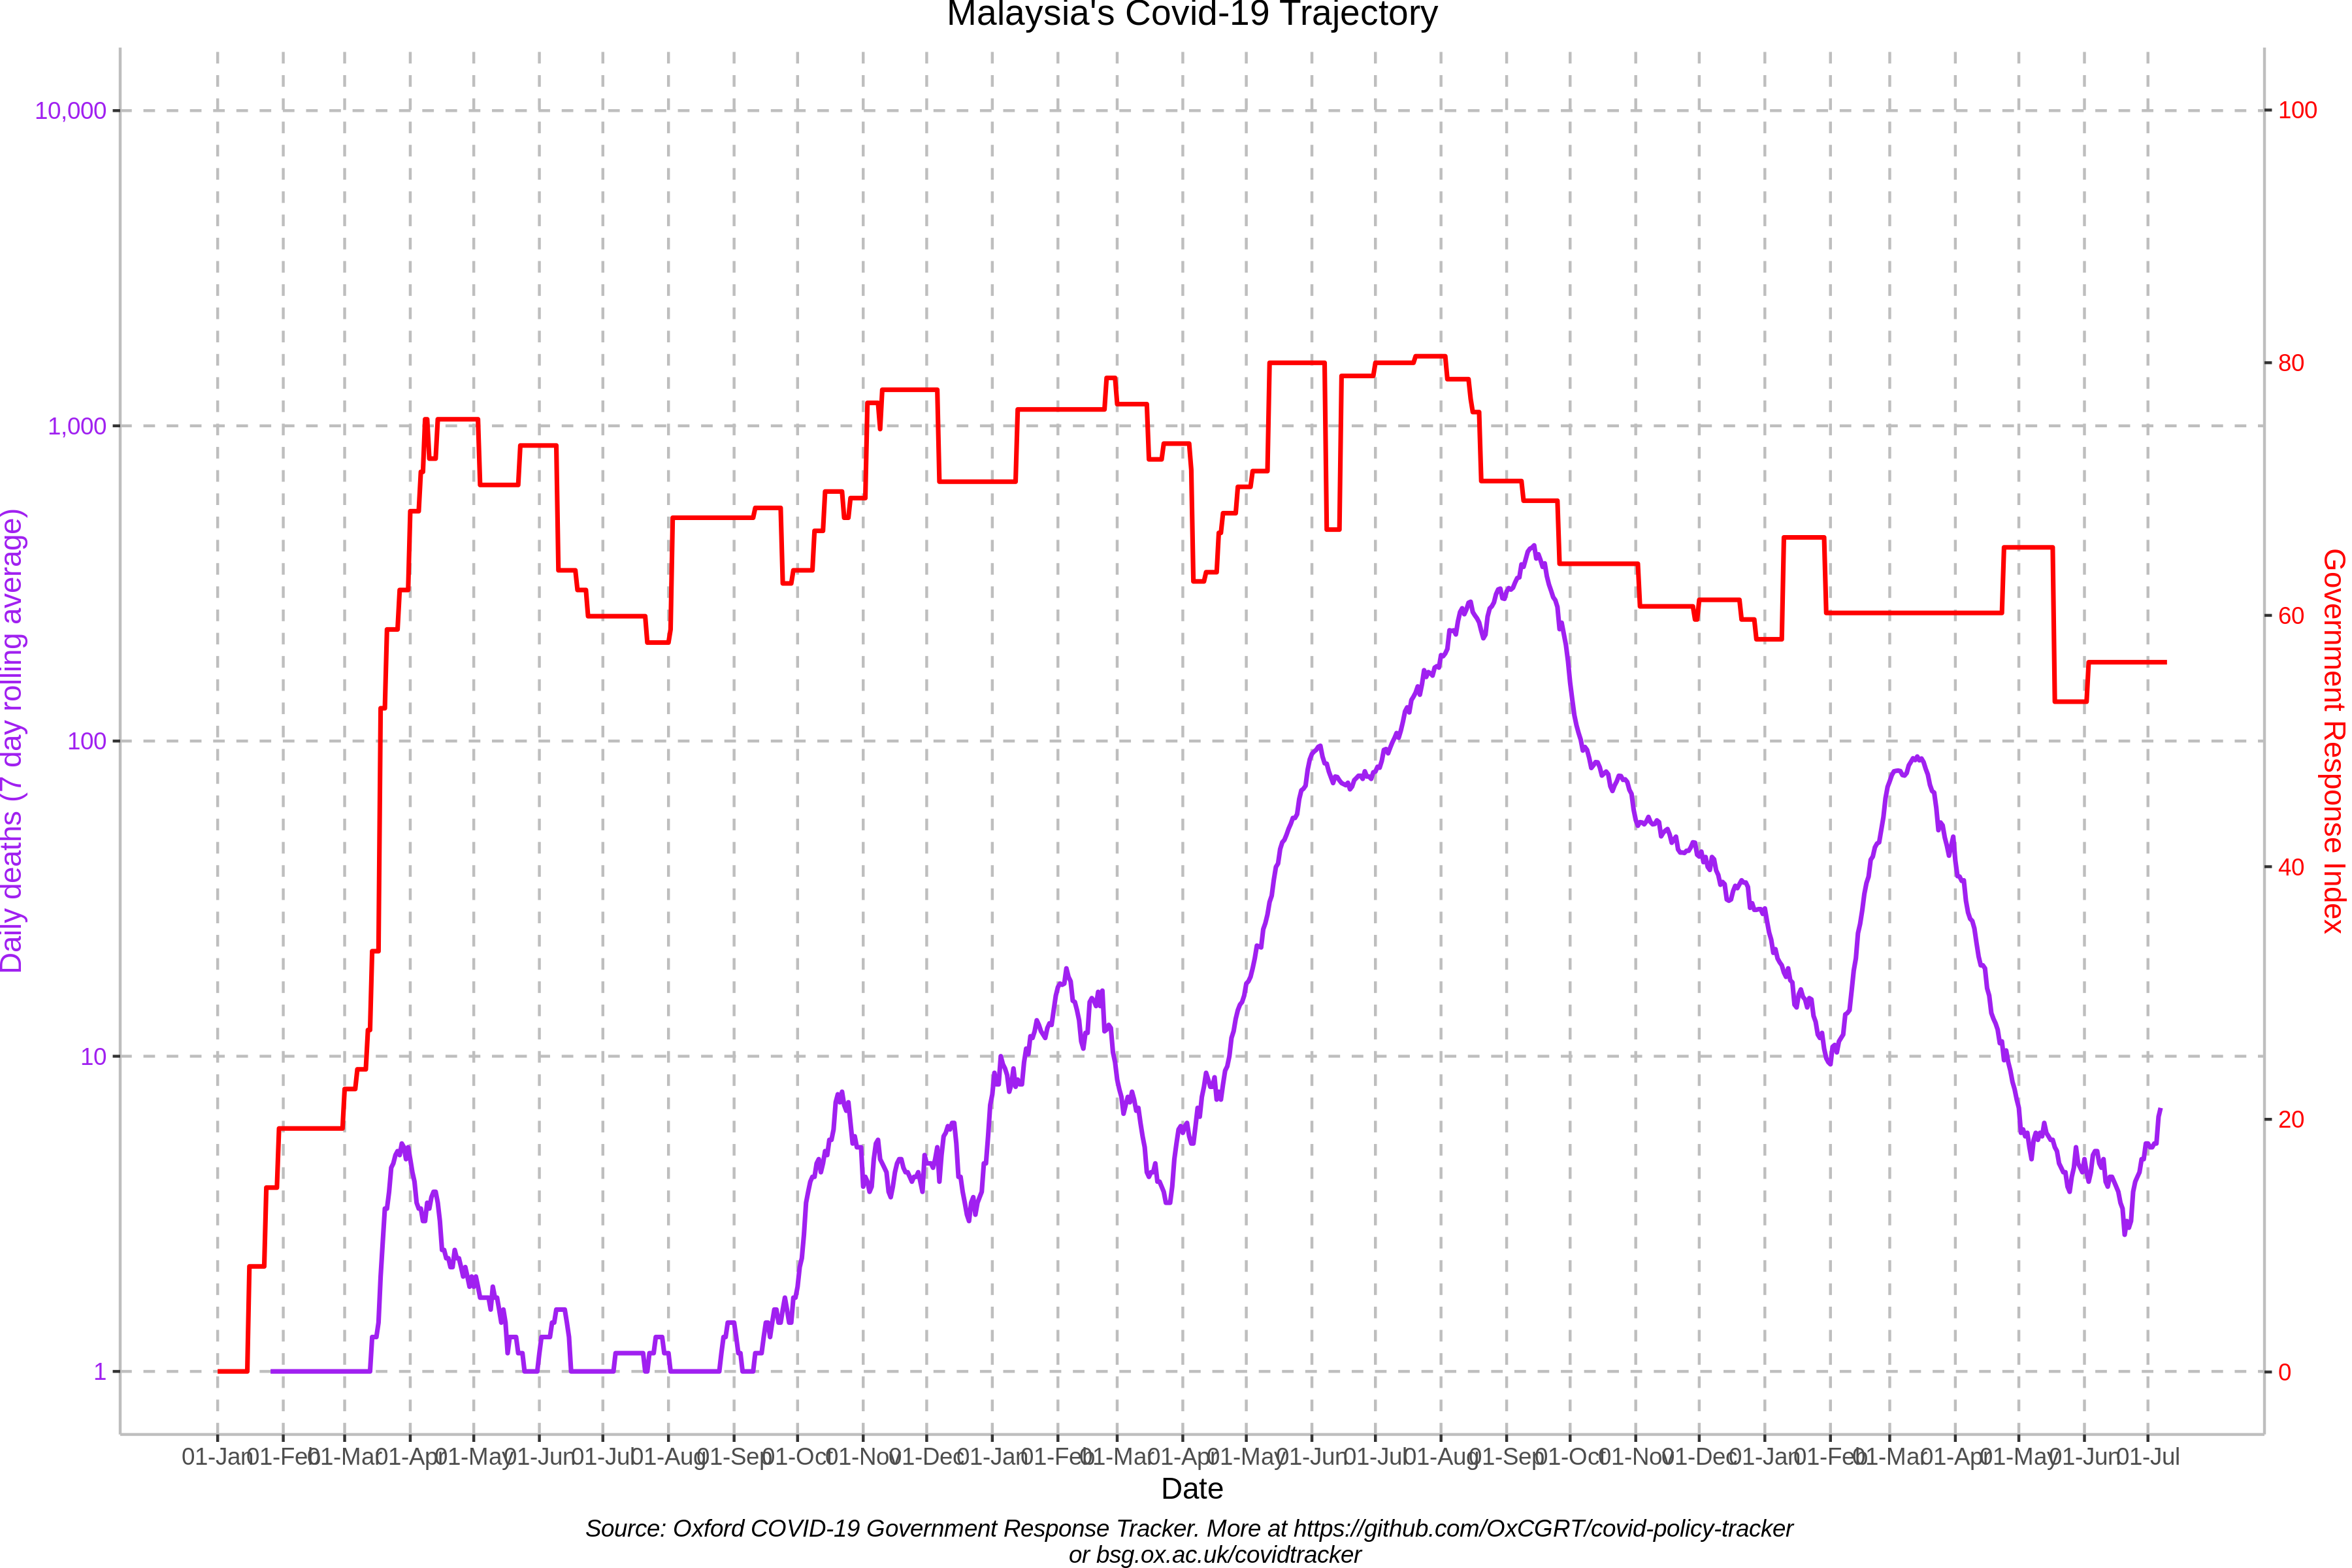 Malaysia's Covid-19 Trajectory
10,000
1,000
100
10
1
Daily deaths (7 day rolling average)
100
80
60
40
20
0
Government Response Index
01-Jan 01-Feb 01-Mar 01-Apr 01-May 01-Jun 01-Jul 01-Aug 01-Sep 01-Oct 01-Nov 01-Dec 01-Jan 01-Feb 01-Mar 01-Apr 01-May 01-Jun 01-Jul 01-Aug 01-Sep 01-Oct 01-Nov 01-Dec 01-Jan 01-Feb 01-Mar 01-Apr 01-May 01-Jun 01-Jul
Date
Source: Oxford COVID-19 Government Response Tracker. More at https://github.com/OxCGRT/covid-policy-tracker
or bsg.ox.ac.uk/covidtracker